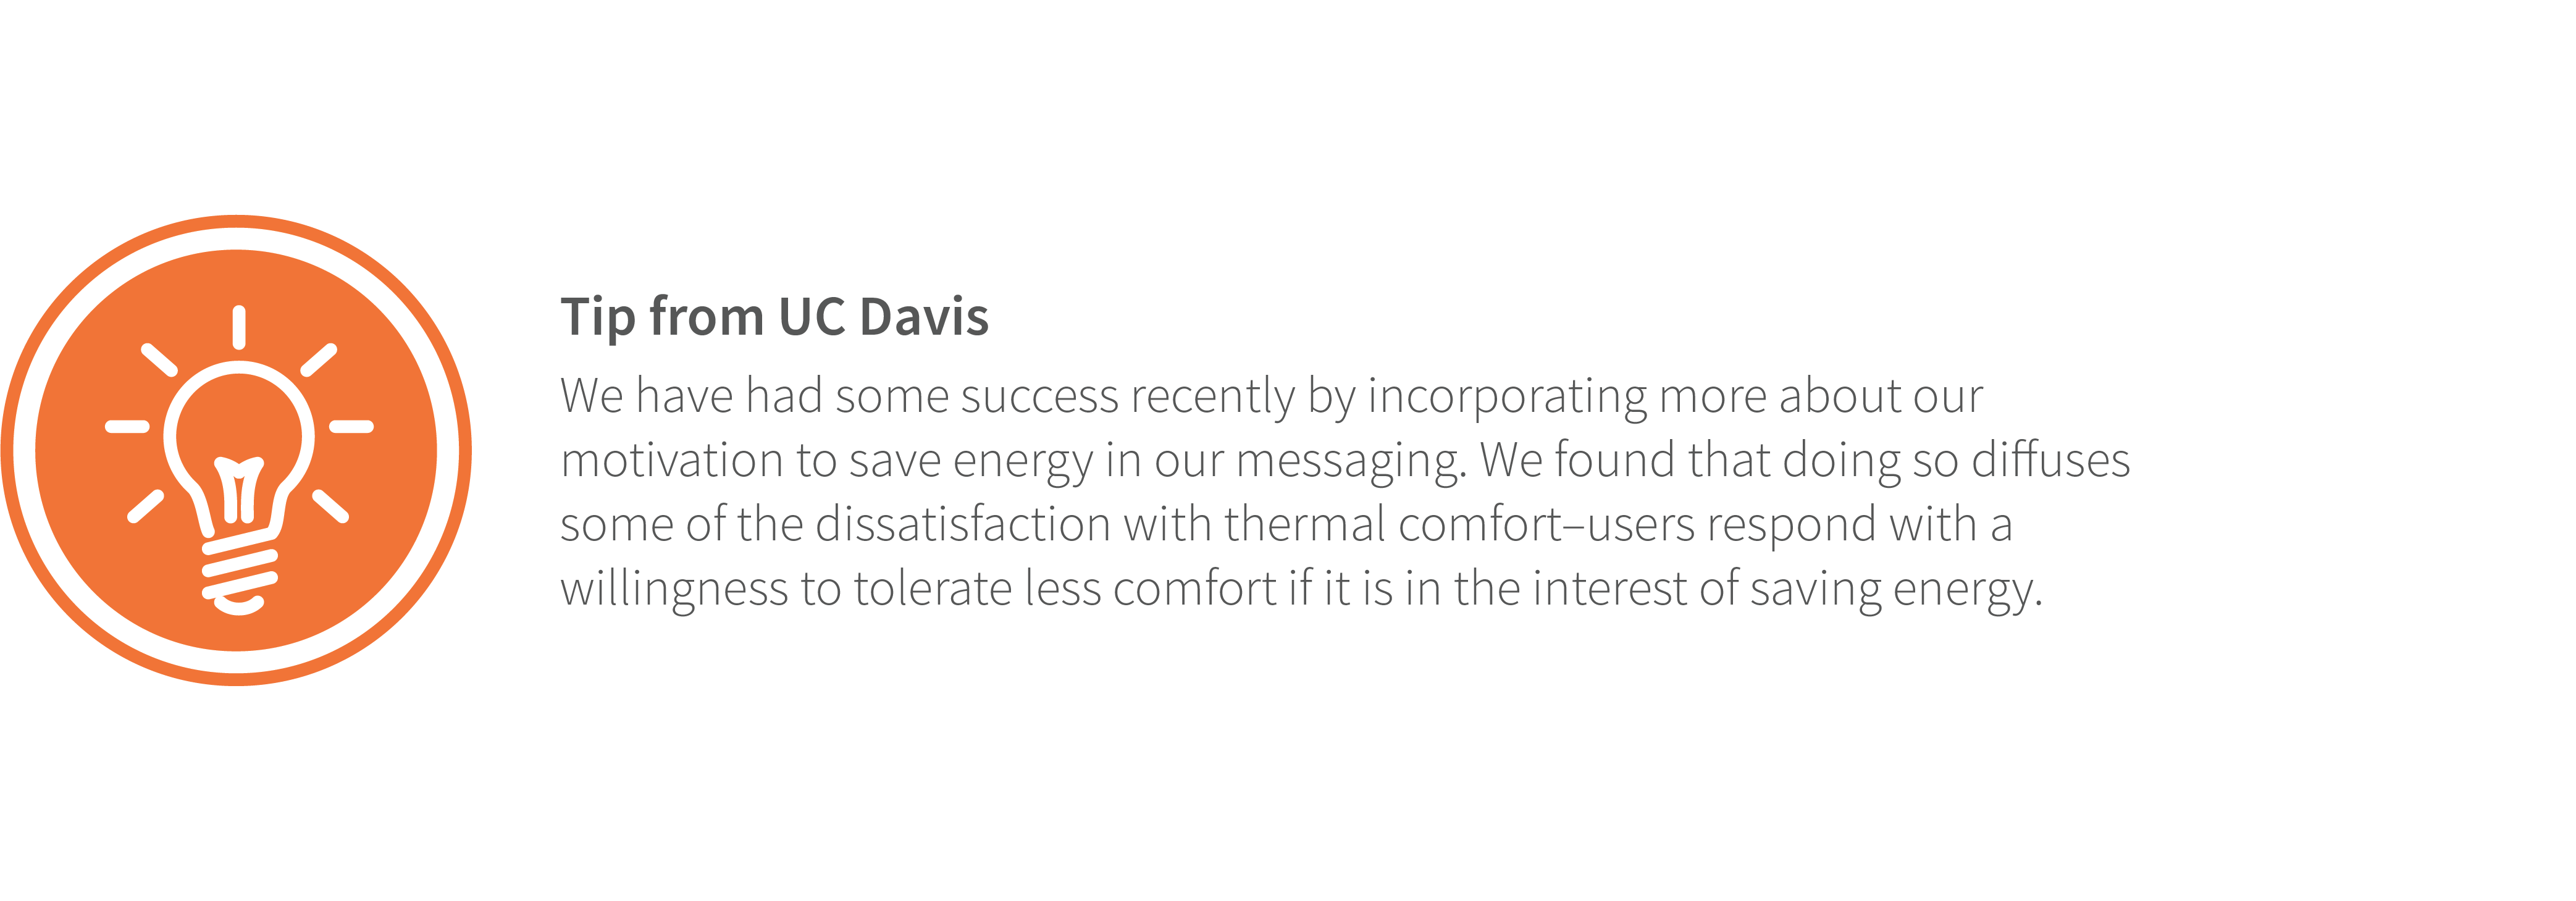 Tip from UC Davis
We have had some success recently by incorporating more about our
motivation to save energy in our messaging. We found that doing so diffuses
some of the dissatisfaction with thermal comfort–users respond with a
willingness to tolerate less comfort if it is in the interest of saving energy.